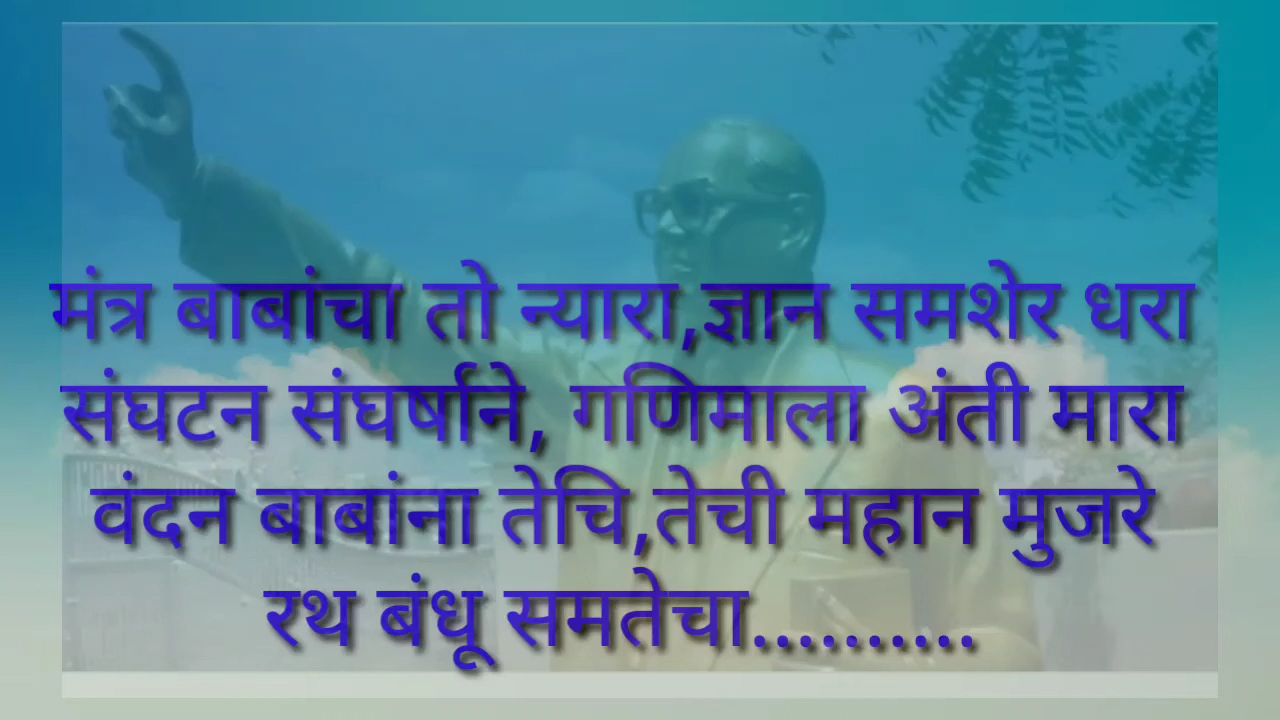 मंत्र बाबांचा तो न्यारा,ज्ञान समशेर धरा
संघटन संघर्षाने, गणिमाला अंती मारा
वंदन बाबांना तेचि,तेची महान मुजरे
रथ बंधू समतेचा..........